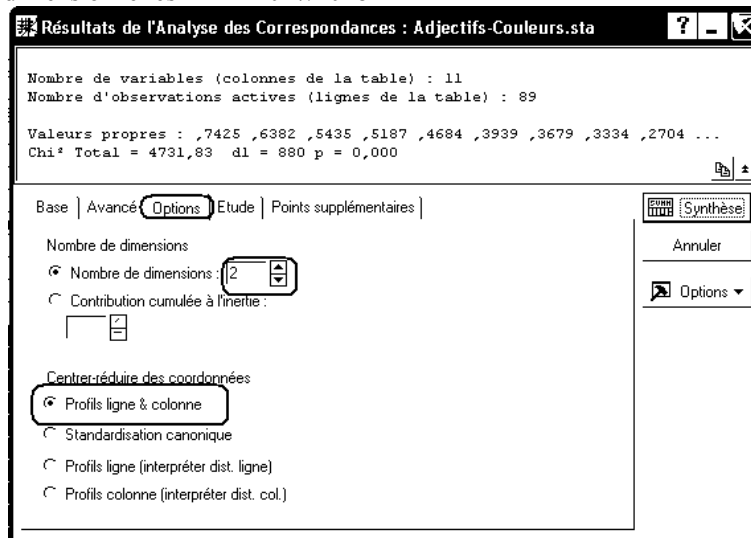 Résultats de l'Analyse des Correspondances : Adjectifs-Couleurs.sta
Nombre de variables (colonnes de la table) : 11
Nombre d'observations actives (lignes de la table) : 89
Valeurs propres : ,7425 ,6382 ,5435 ,5187 ,4684 ,3939 ,3679 ,3334 ,2704 ...
Chi² Total = 4731,83 dl = 880 p = 0,000
Base Avancé Options Etude Points supplémentaires
Synthèse
Annuler
Options
Nombre de dimensions
Nombre de dimensions : 2
Contribution cumulée à l'inertie :
Centrer-réduire des coordonnées
Profils ligne & colonne
Standardisation canonique
Profils ligne (interpréter dist. ligne)
Profils colonne (interpréter dist. col.)